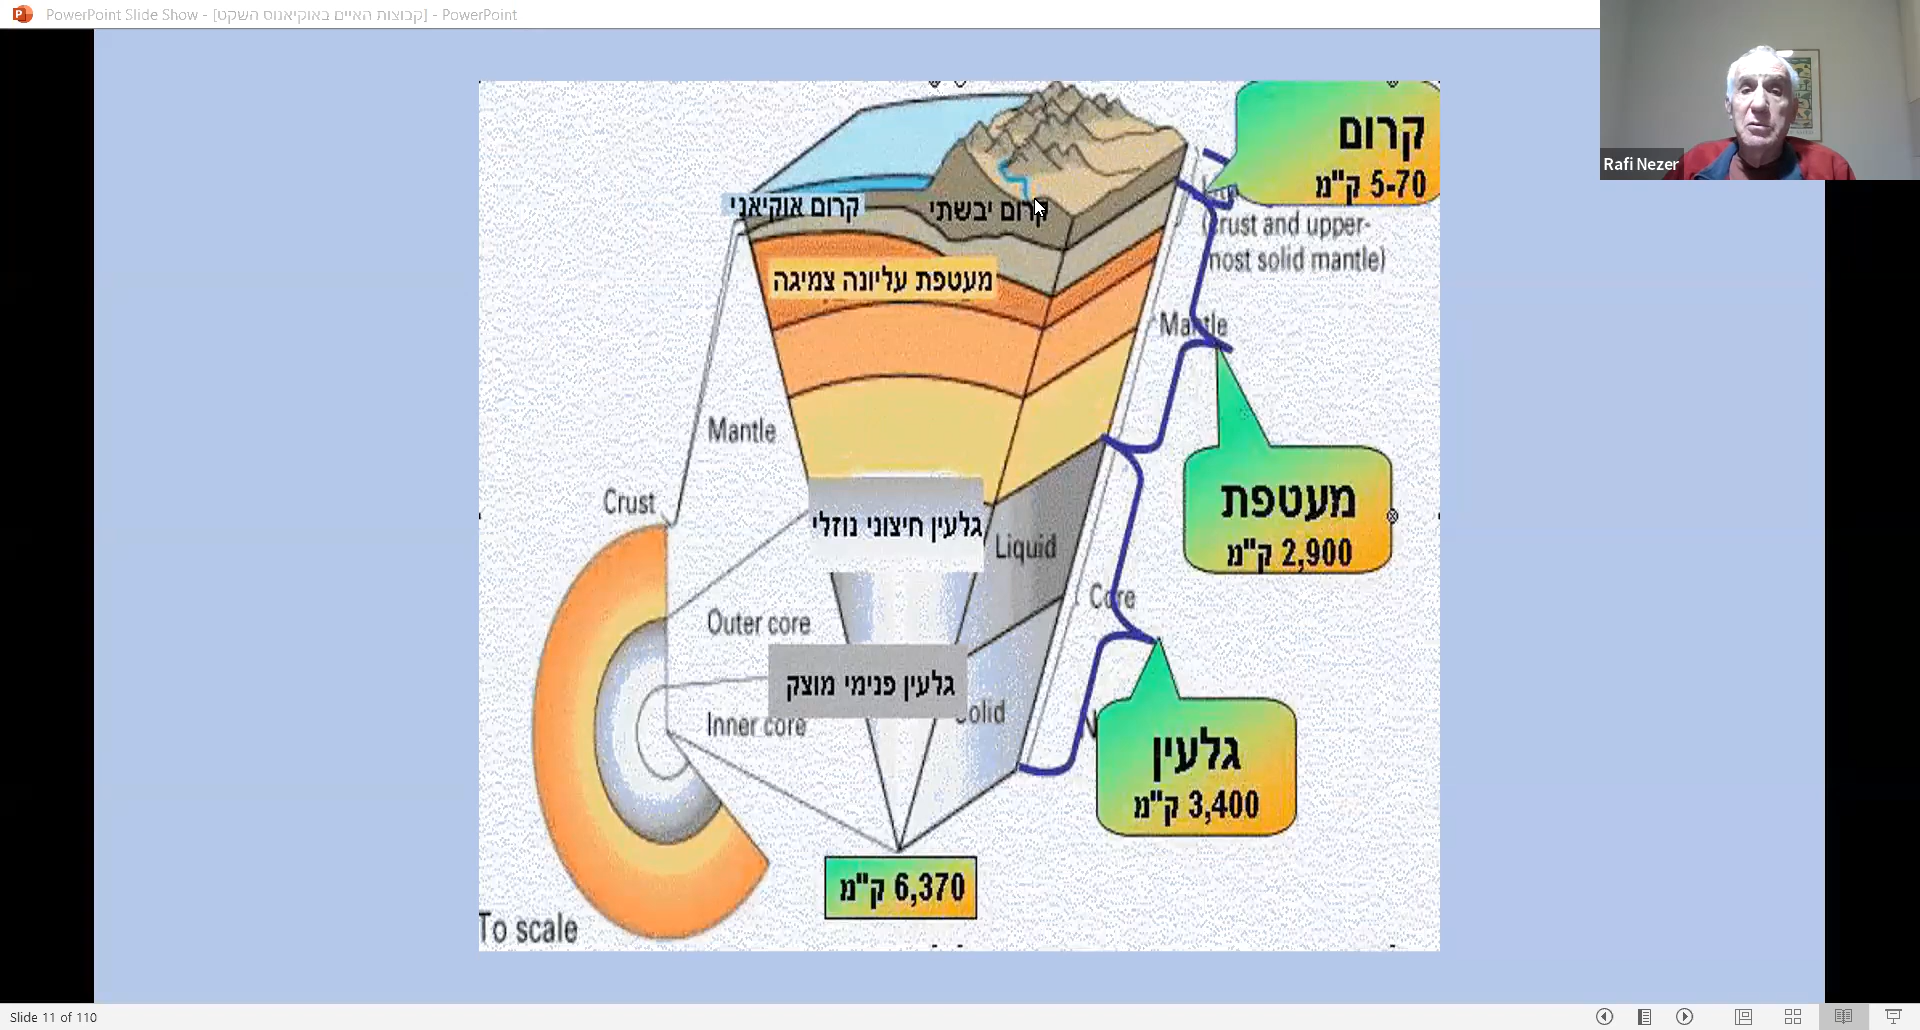 PowerPoint Slide Show - [קבוצות האיים באוקיאנוס השקט] - PowerPoint
Rafi Nezer
קרום
5-70 ק"מ
קרום אוקיאני
קרום יבשתי
crust and upper-
most solid mantle)
מעטפת עליונה צמיגה
Mantle
Mantle
Crust
מעטפת
2,900 ק"מ
גלעין חיצוני נוזלי
Liquid
Core
Outer core
גלעין פנימי מוצק
Solid
Inner core
גלעין
3,400 ק"מ
6,370 ק"מ
To scale
Slide 11 of 110